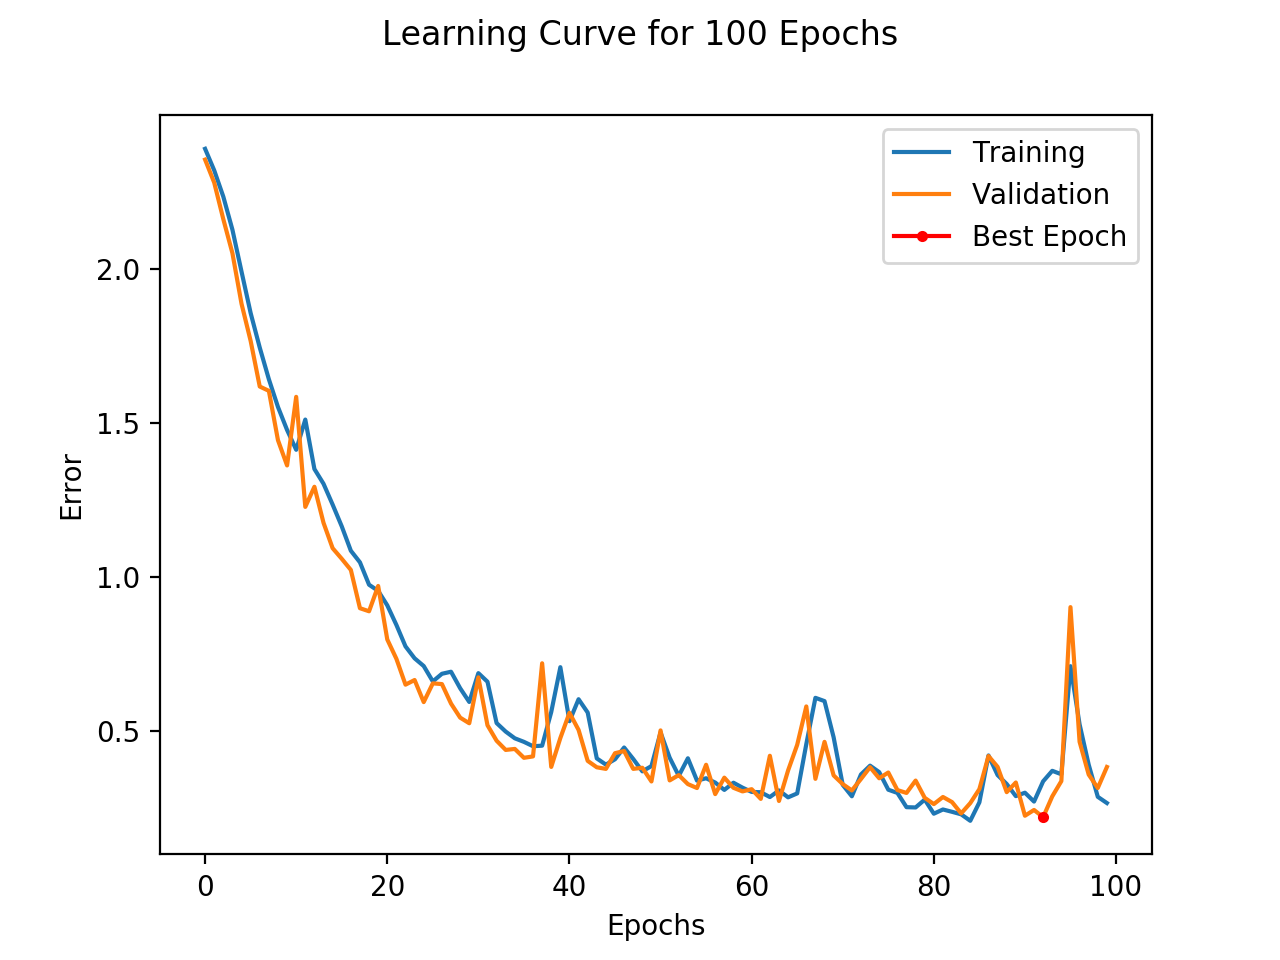 Learning Curve for 100 Epochs
Training
Validation
Best Epoch
2.0
1.5
1.0
0.5
Error
0 20 40 60 80 100
Epochs